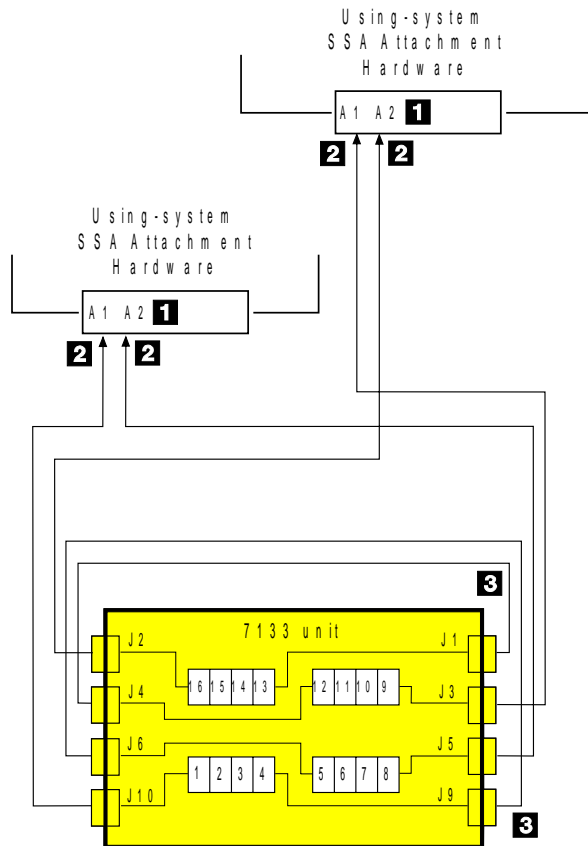 Using-system
SSA Attachment
Hardware
A1 A2 1
2 2
Using-system
SSA Attachment
Hardware
A1 A2 1
2 2
3
7133 unit
J2 J1
16 15 14 13 12 11 10 9
J4 J3
J6 J5
1 2 3 4 5 6 7 8
J10 J9
3